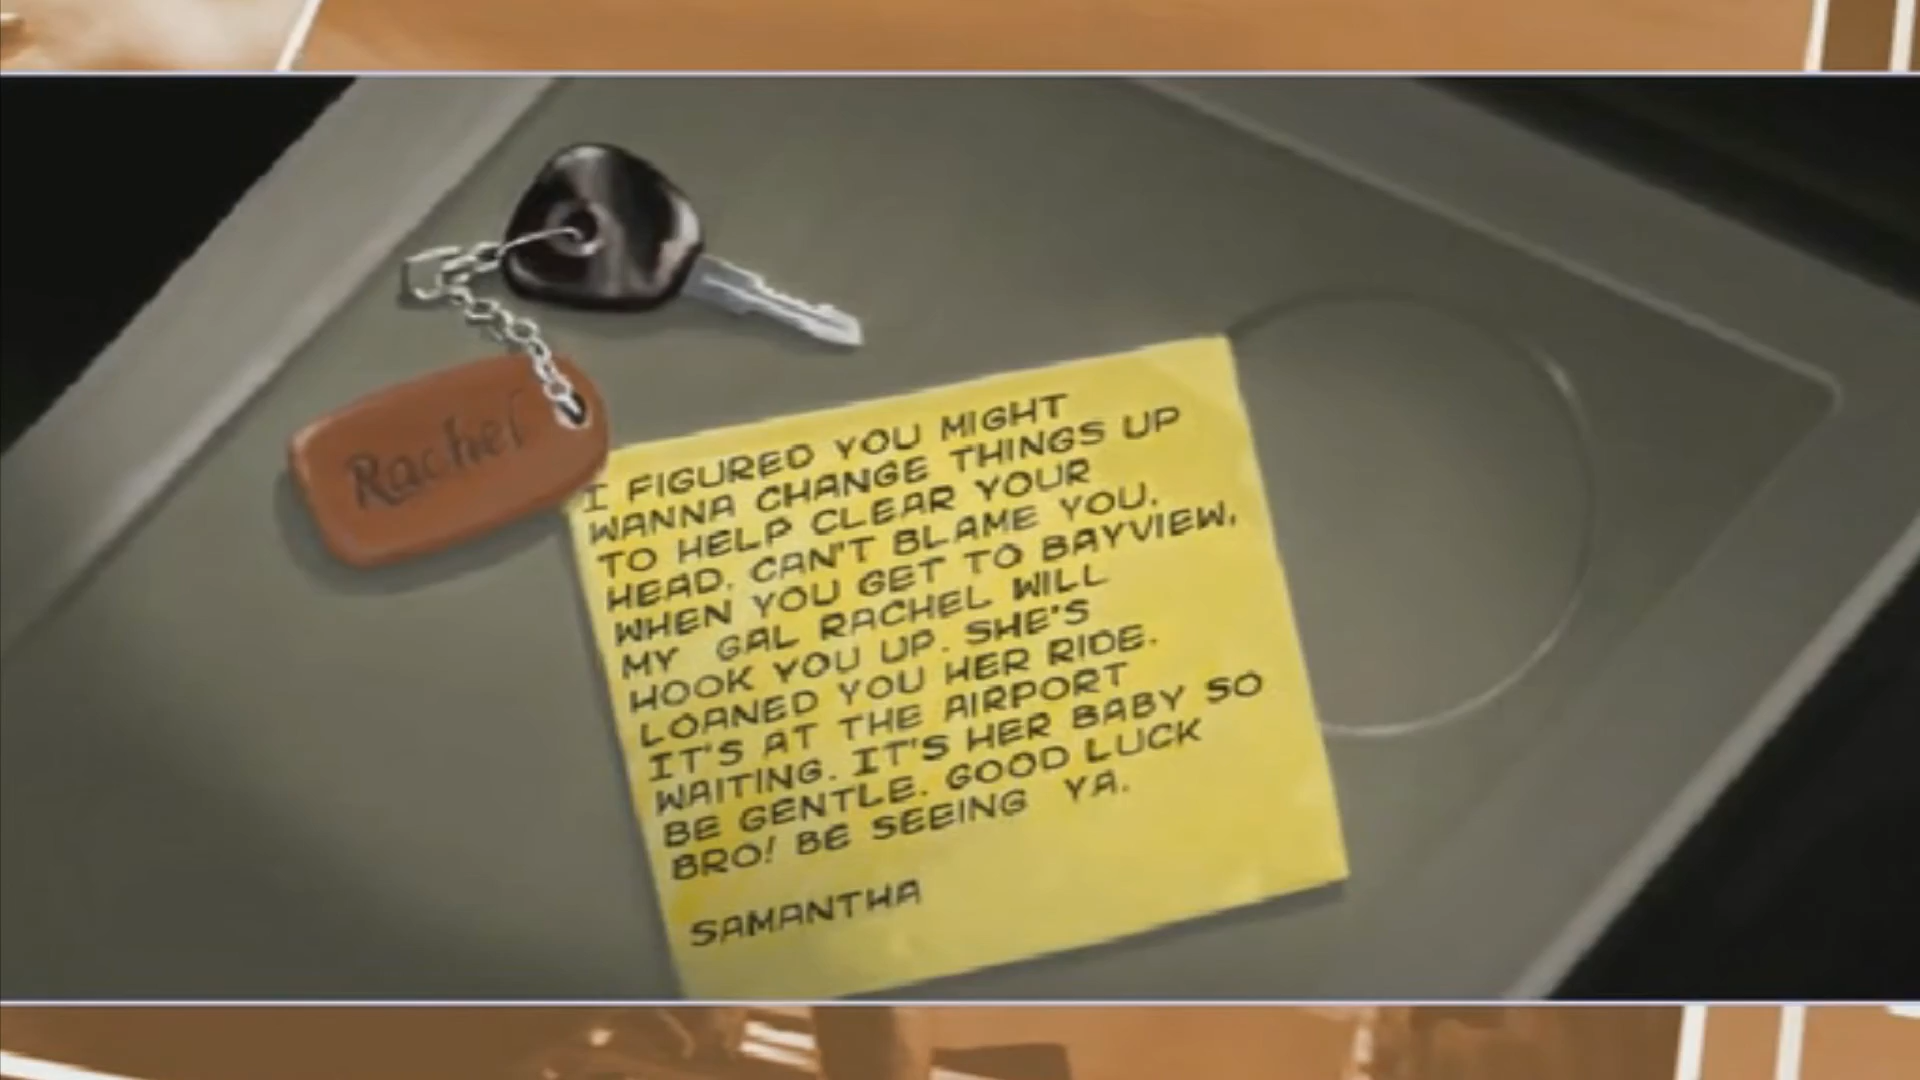 Rachel
I FIGURED YOU MIGHT
WANNA CHANGE THINGS UP
TO HELP CLEAR YOUR
HEAD. CAN'T BLAME YOU.
WHEN YOU GET TO BAYVIEW,
MY GAL RACHEL WILL
HOOK YOU UP. SHE'S
LOANED YOU HER RIDE.
IT'S AT THE AIRPORT
WAITING. IT'S HER BABY SO
BE GENTLE. GOOD LUCK
BRO! BE SEEING YA.
SAMANTHA